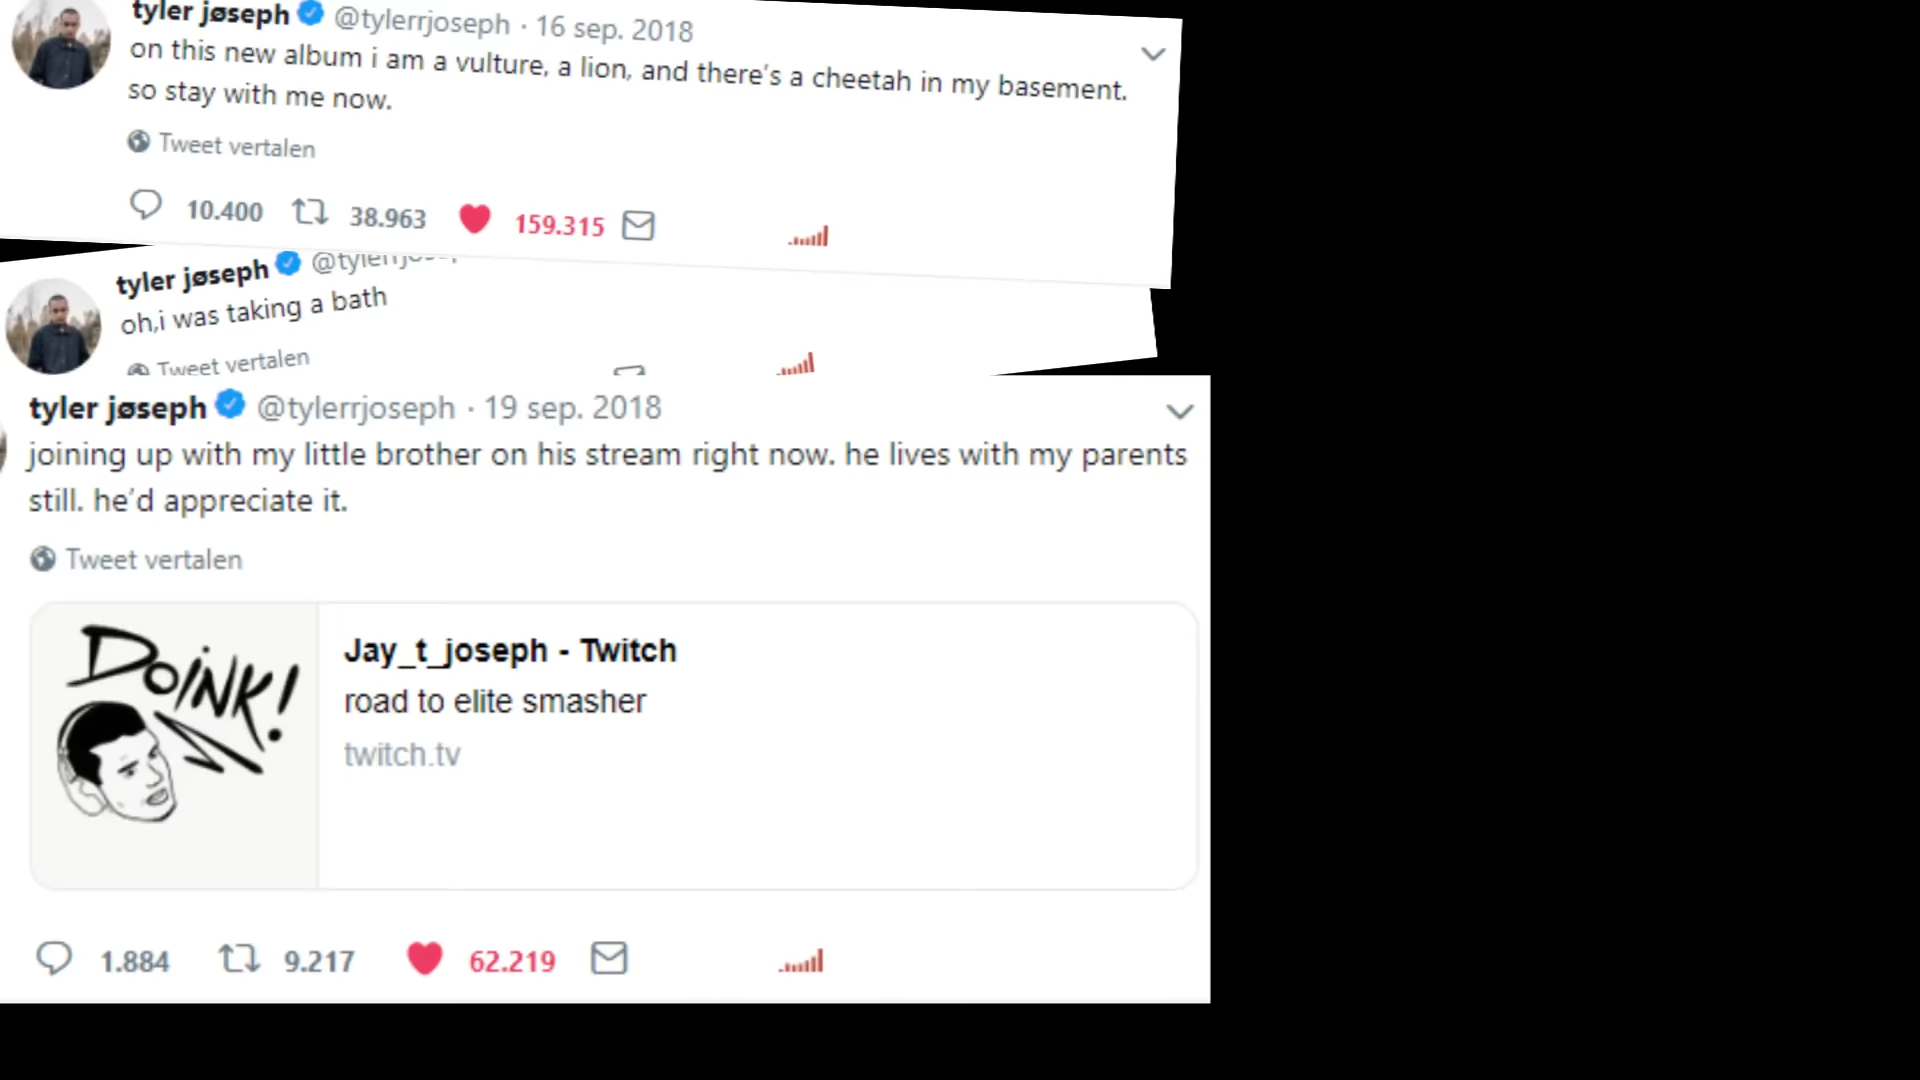 tyler jøseph @tylerrjoseph · 16 sep. 2018
on this new album i am a vulture, a lion, and there's a cheetah in my basement.
so stay with me now.
Tweet vertalen
10.400 38.963 159.315
tyler jøseph
oh,i was taking a bath
Tweet vertalen
tyler jøseph @tylerrjoseph · 19 sep. 2018
joining up with my little brother on his stream right now. he lives with my parents
still. he'd appreciate it.
Tweet vertalen
DOINK!
Jay_t_joseph - Twitch
road to elite smasher
twitch.tv
1.884 9.217 62.219